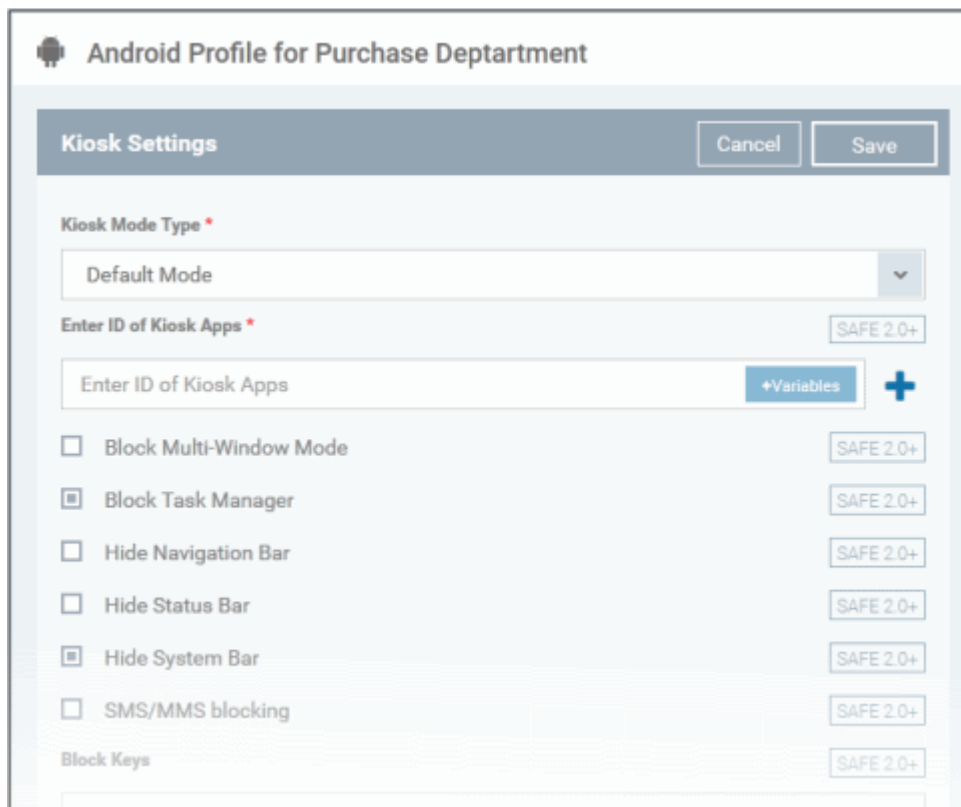 Android Profile for Purchase Deptartment
Kiosk Settings Cancel Save
Kiosk Mode Type *
Default Mode
Enter ID of Kiosk Apps * SAFE 2.0+
Enter ID of Kiosk Apps +Variables
Block Multi-Window Mode SAFE 2.0+
Block Task Manager SAFE 2.0+
Hide Navigation Bar SAFE 2.0+
Hide Status Bar SAFE 2.0+
Hide System Bar SAFE 2.0+
SMS/MMS blocking SAFE 2.0+
Block Keys SAFE 2.0+